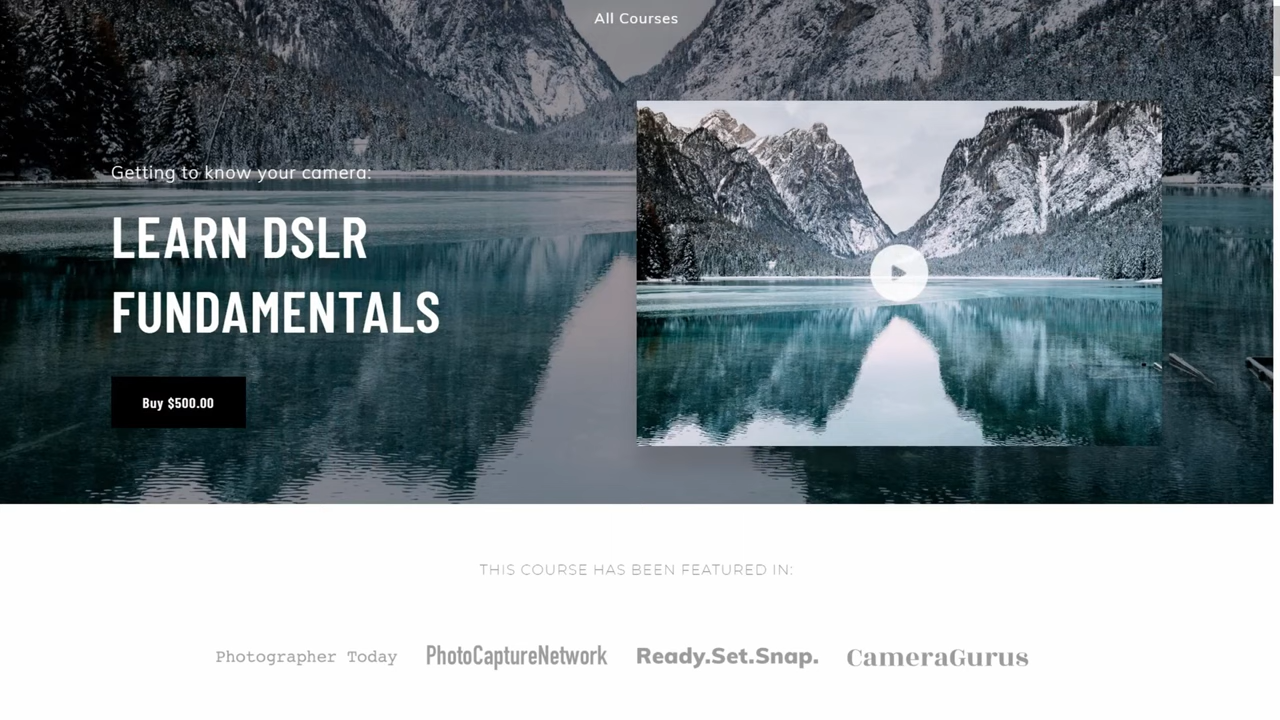 All Courses
Getting to know your camera:
LEARN DSLR
FUNDAMENTALS
Buy $500.00
THIS COURSE HAS BEEN FEATURED IN:
Photographer Today PhotoCaptureNetwork Ready.Set.Snap. CameraGurus